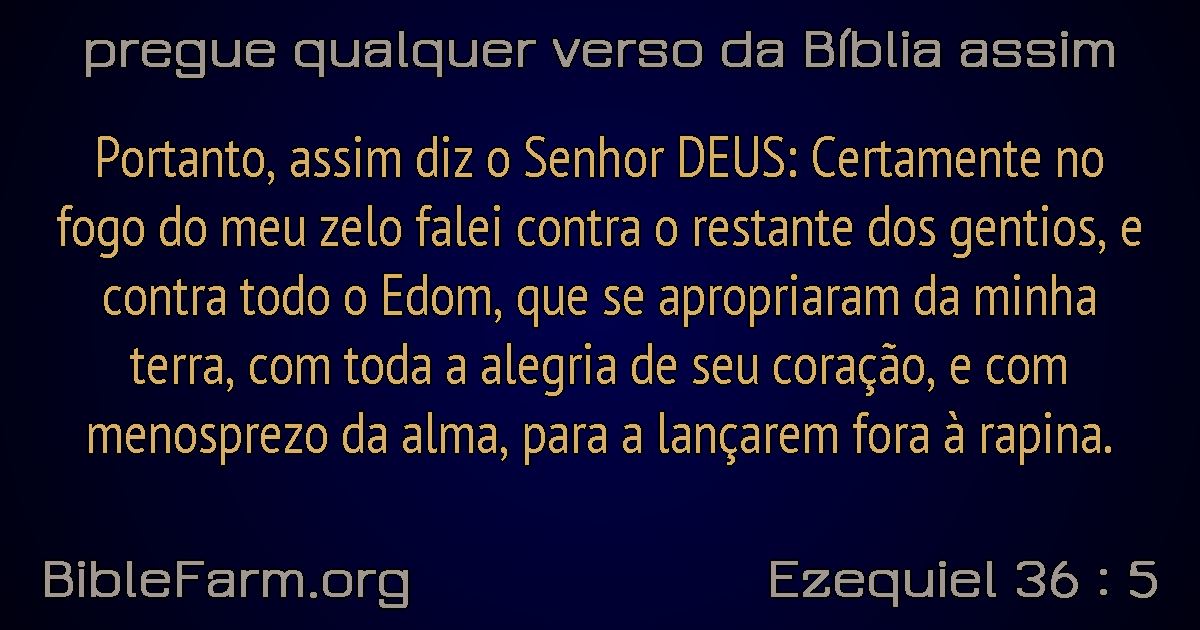 pregue qualquer verso da Bíblia assim
Portanto, assim diz o Senhor DEUS: Certamente no
fogo do meu zelo falei contra o restante dos gentios, e
contra todo o Edom, que se apropriaram da minha
terra, com toda a alegria de seu coração, e com
menosprezo da alma, para a lançarem fora à rapina.
BibleFarm.org
Ezequiel 36 : 5